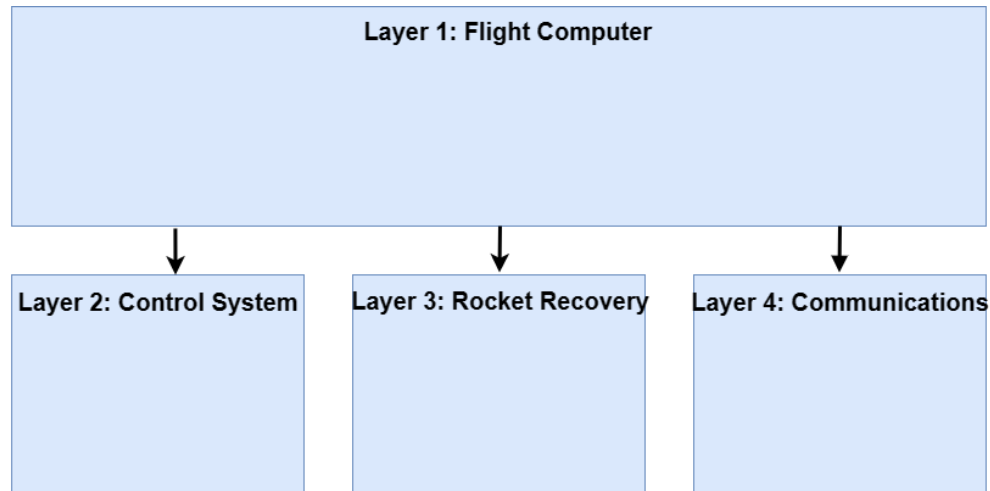 Layer 1: Flight Computer
Layer 2: Control System
Layer 3: Rocket Recovery
Layer 4: Communications